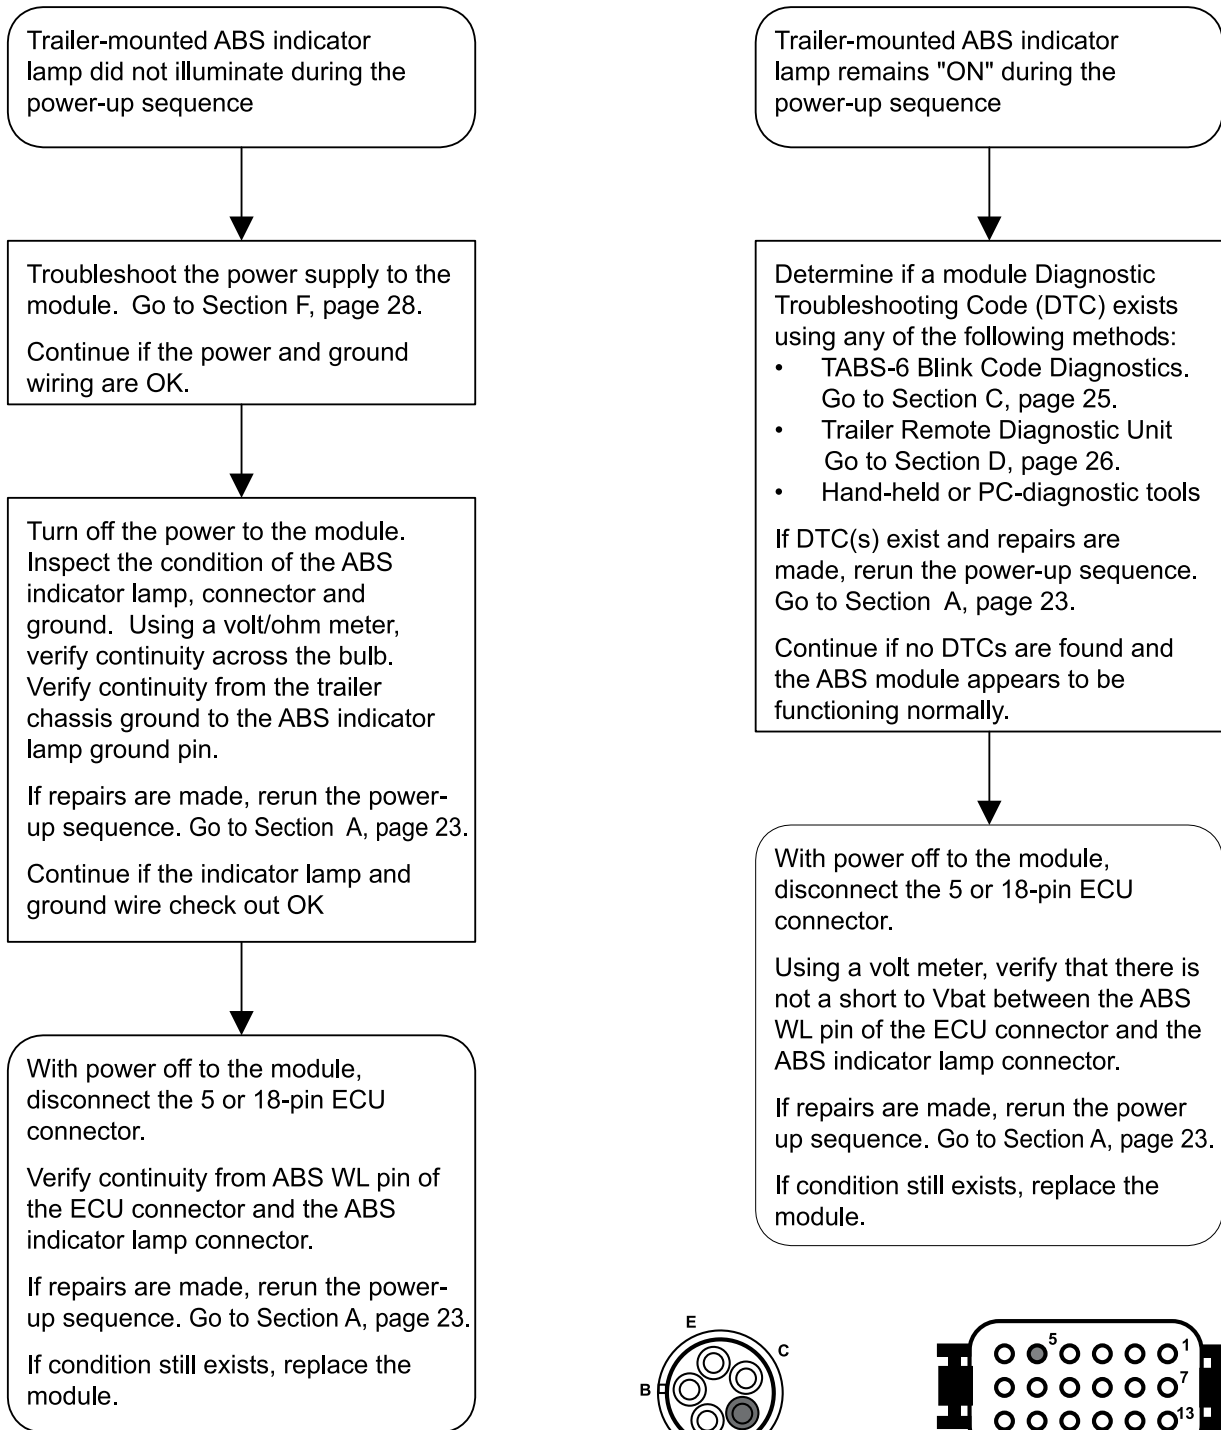 Trailer-mounted ABS indicator
lamp did not illuminate during the
power-up sequence
Troubleshoot the power supply to the
module.  Go to Section F, page 28.
Continue if the power and ground
wiring are OK.
Turn off the power to the module.
Inspect the condition of the ABS
indicator lamp, connector and
ground.  Using a volt/ohm meter,
verify continuity across the bulb.
Verify continuity from the trailer
chassis ground to the ABS indicator
lamp ground pin.
If repairs are made, rerun the power-
up sequence. Go to Section  A, page 23.
Continue if the indicator lamp and
ground wire check out OK
With power off to the module,
disconnect the 5 or 18-pin ECU
connector.
Verify continuity from ABS WL pin of
the ECU connector and the ABS
indicator lamp connector.
If repairs are made, rerun the power-
up sequence. Go to Section A, page 23.
If condition still exists, replace the
module.
Trailer-mounted ABS indicator
lamp remains "ON" during the
power-up sequence
Determine if a module Diagnostic
Troubleshooting Code (DTC) exists
using any of the following methods:
• TABS-6 Blink Code Diagnostics.
Go to Section C, page 25.
• Trailer Remote Diagnostic Unit
Go to Section D, page 26.
• Hand-held or PC-diagnostic tools
If DTC(s) exist and repairs are
made, rerun the power-up sequence.
Go to Section  A, page 23.
Continue if no DTCs are found and
the ABS module appears to be
functioning normally.
With power off to the module,
disconnect the 5 or 18-pin ECU
connector.
Using a volt meter, verify that there is
not a short to Vbat between the ABS
WL pin of the ECU connector and the
ABS indicator lamp connector.
If repairs are made, rerun the power
up sequence. Go to Section A, page 23.
If condition still exists, replace the
module.
E
C
B
5
1
7
13